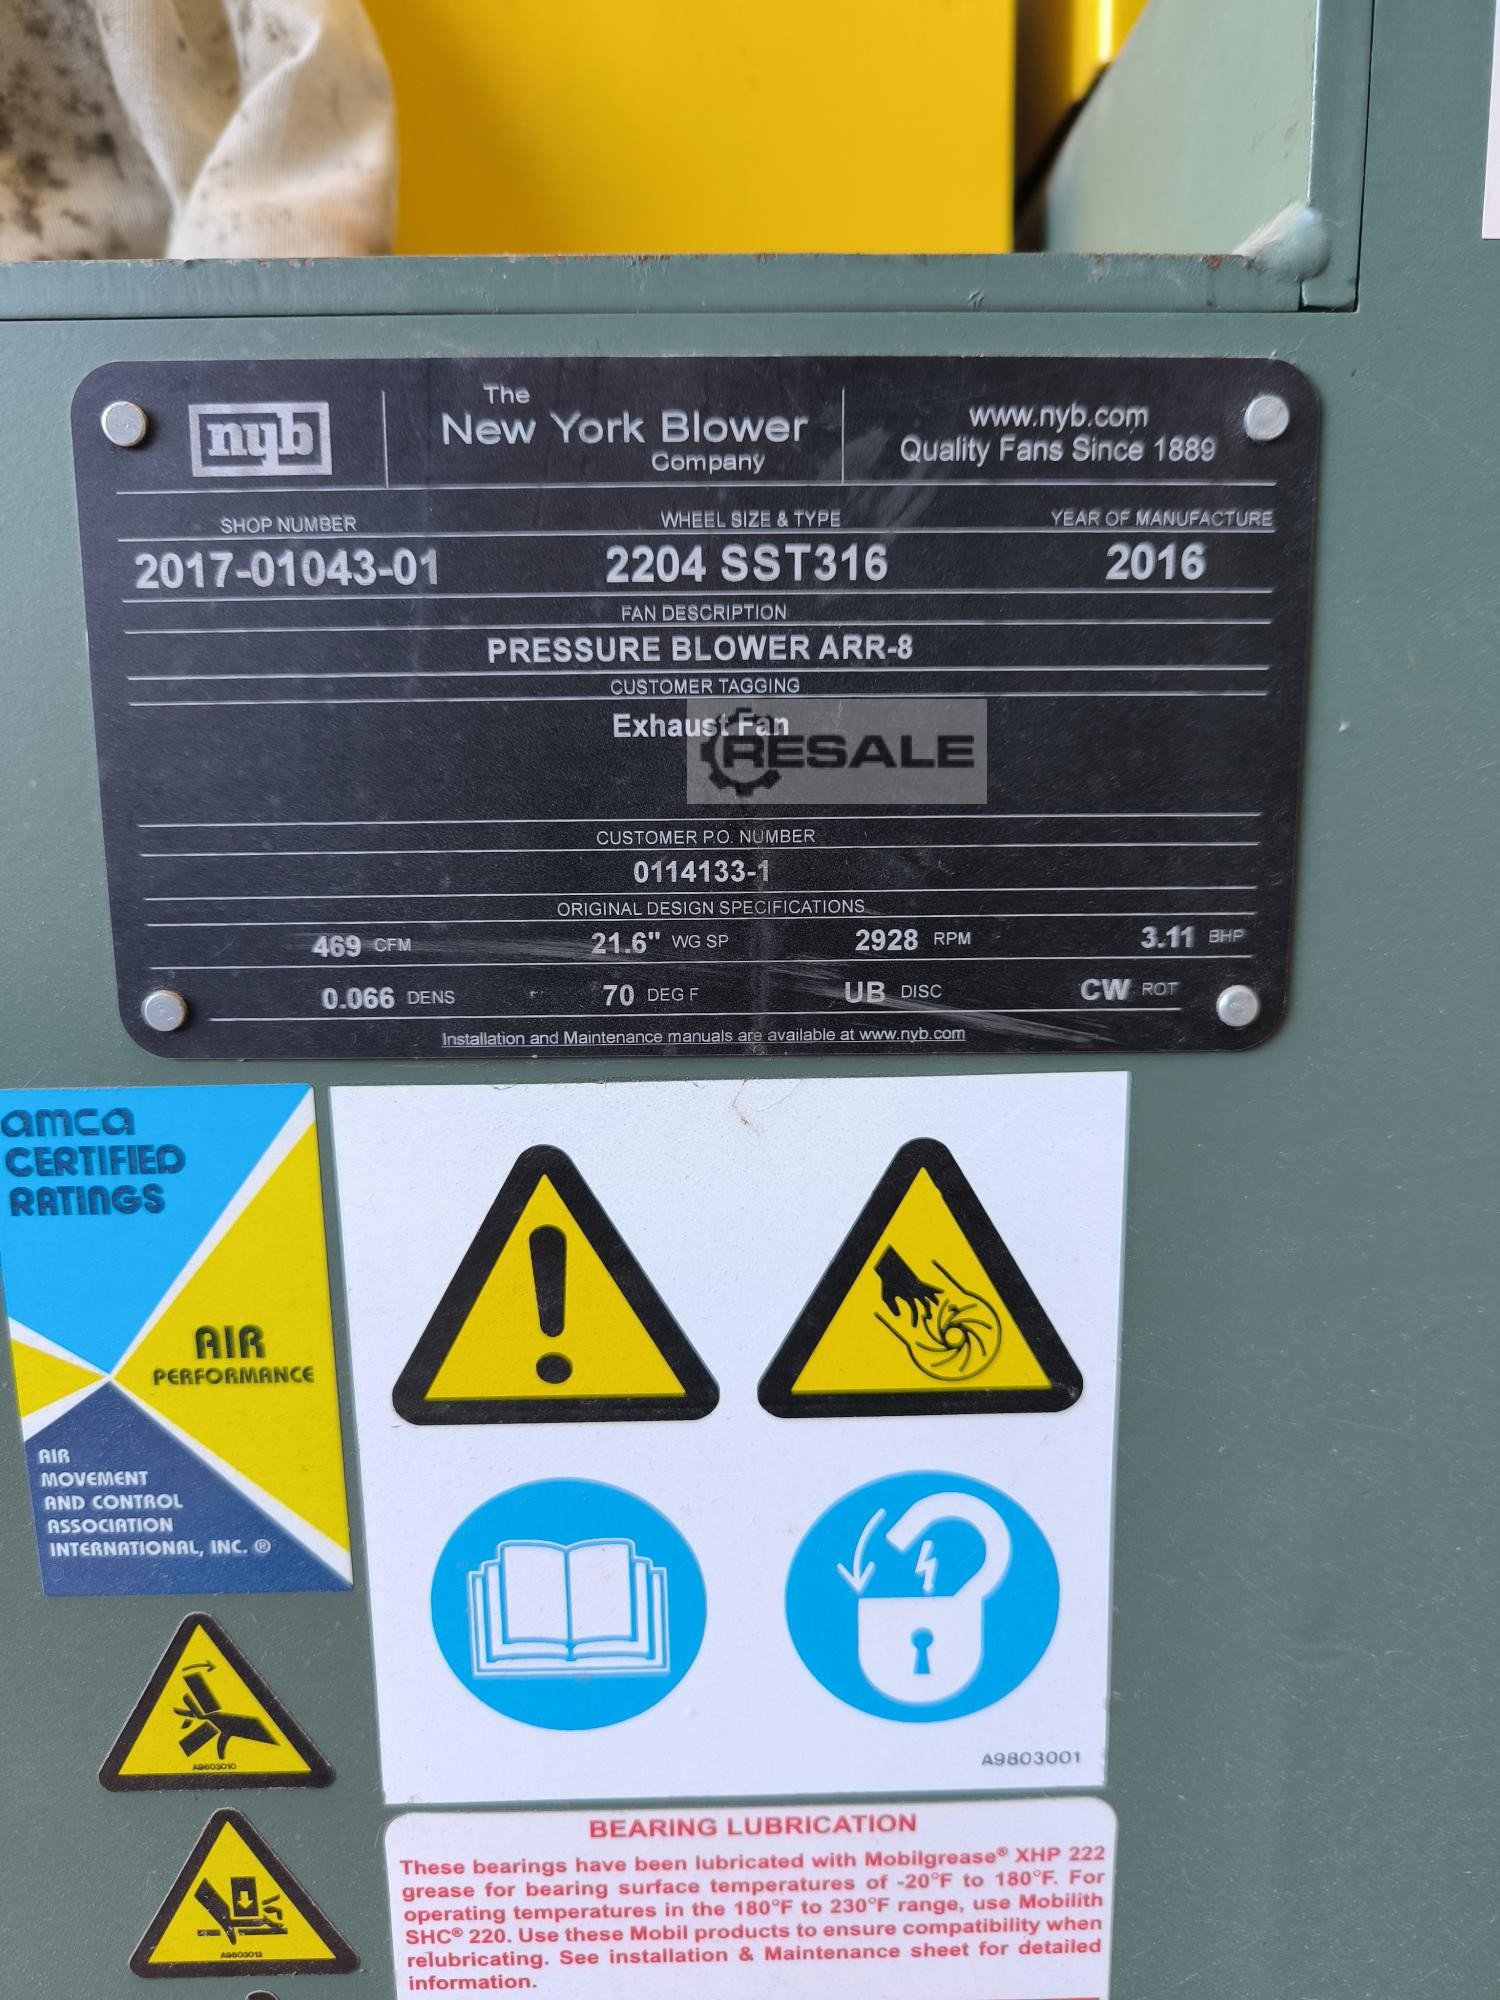 nyb
The
New York Blower
Company
www.nyb.com
Quality Fans Since 1889
SHOP NUMBER WHEEL SIZE & TYPE YEAR OF MANUFACTURE
2017-01043-01 2204 SST316 2016
FAN DESCRIPTION
PRESSURE BLOWER ARR-8
CUSTOMER TAGGING
Exhaust Fan
RESALE
CUSTOMER P.O. NUMBER
0114133-1
ORIGINAL DESIGN SPECIFICATIONS
469 CFM 21.6" WG SP 2928 RPM 3.11 BHP
0.066 DENS 70 DEG F UB DISC CW ROT
Installation and Maintenance manuals are available at www.nyb.com
amca
CERTIFIED
RATINGS
AIR
PERFORMANCE
AIR
MOVEMENT
AND CONTROL
ASSOCIATION
INTERNATIONAL, INC. ®
A9803001
A9803010
A9803012
BEARING LUBRICATION
These bearings have been lubricated with Mobilgrease® XHP 222
grease for bearing surface temperatures of -20°F to 180°F. For
operating temperatures in the 180°F to 230°F range, use Mobilith
SHC® 220. Use these Mobil products to ensure compatibility when
relubricating. See installation & Maintenance sheet for detailed
information.